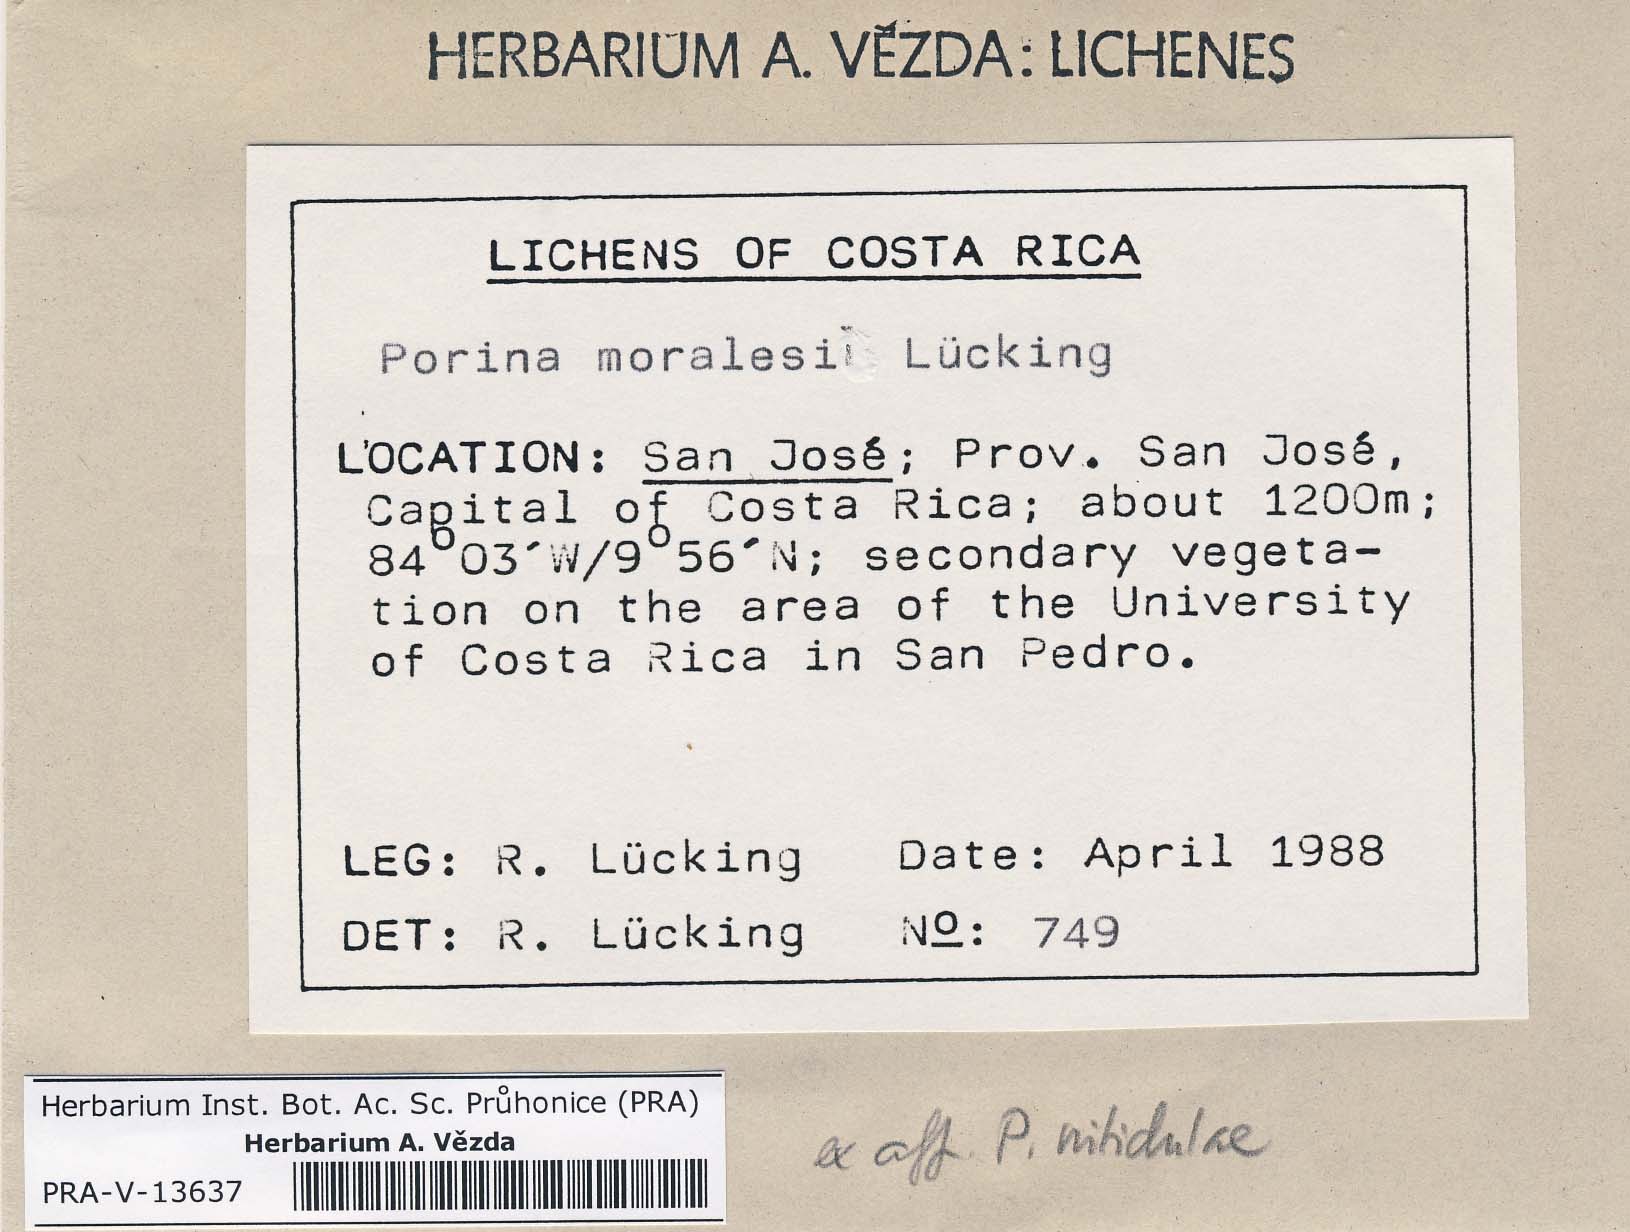 HERBARIUM A. VĚZDA: LICHENES
LICHENS OF COSTA RICA
Porina moralesii Lücking
LOCATION: San José; Prov. San José,
Capital of Costa Rica; about 1200m;
84°03´W/9°56´N; secondary vegeta-
tion on the area of the University
of Costa Rica in San Pedro.
LEG: R. Lücking Date: April 1988
DET: R. Lücking Nº: 749
Herbarium Inst. Bot. Ac. Sc. Průhonice (PRA)
Herbarium A. Vězda
PRA-V-13637
ex aff. P. nitidulae